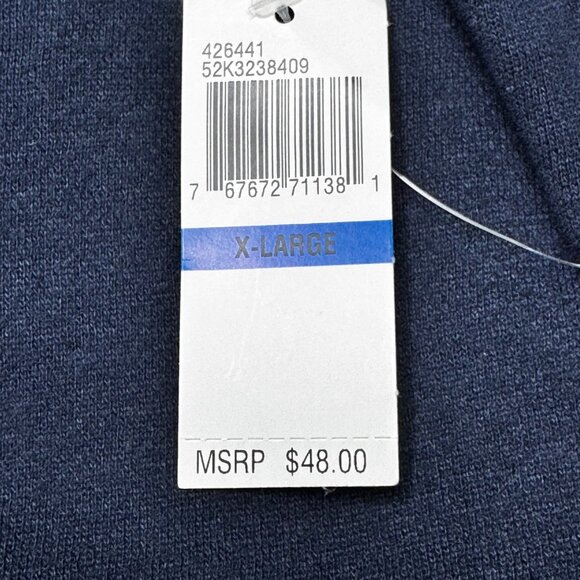 426441
52K3238409
7 67672 71138 1
X-LARGE
MSRP $48.00